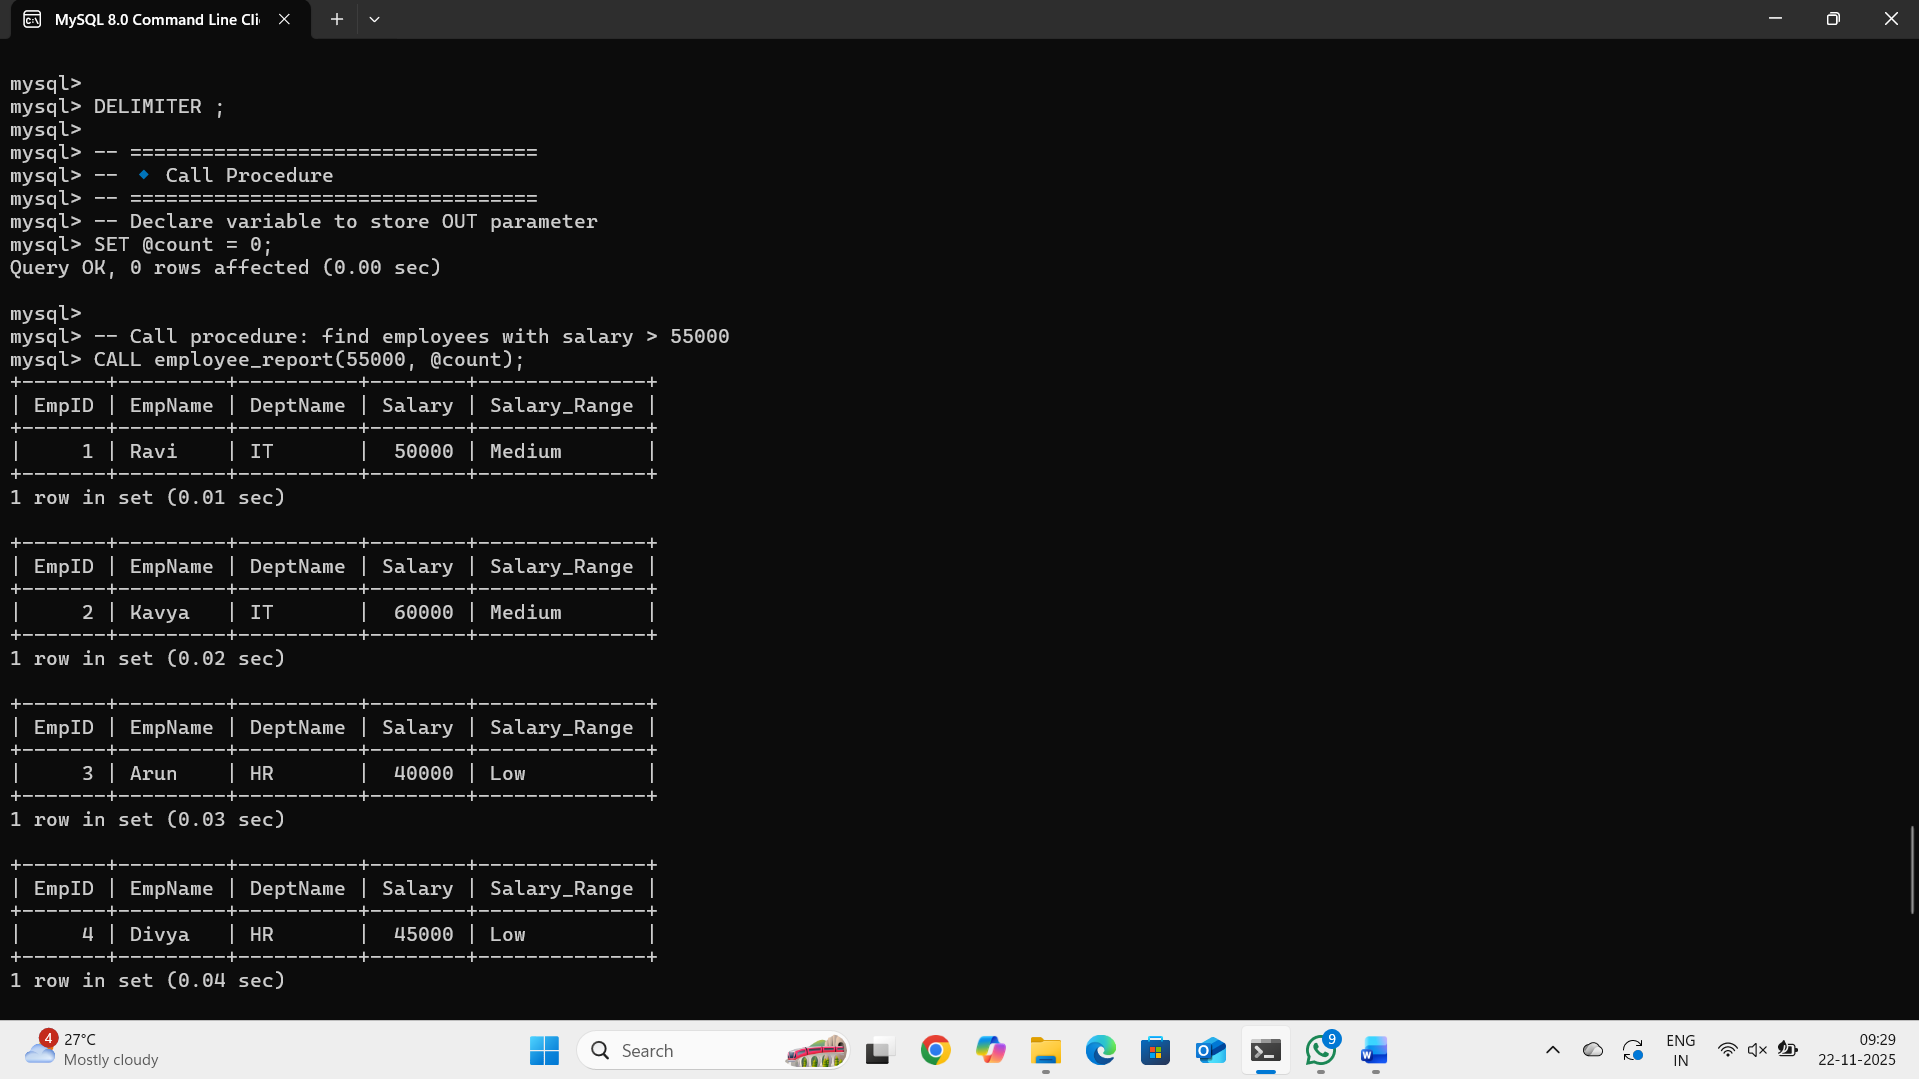 MySQL 8.0 Command Line Cli
mysql>
mysql> DELIMITER ;
mysql>
mysql> -- ==================================
mysql> -- 🔹 Call Procedure
mysql> -- ==================================
mysql> -- Declare variable to store OUT parameter
mysql> SET @count = 0;
Query OK, 0 rows affected (0.00 sec)
mysql>
mysql> -- Call procedure: find employees with salary > 55000
mysql> CALL employee_report(55000, @count);
+-------+---------+----------+--------+--------------+
| EmpID | EmpName | DeptName | Salary | Salary_Range |
+-------+---------+----------+--------+--------------+
|     1 | Ravi    | IT       |  50000 | Medium       |
+-------+---------+----------+--------+--------------+
1 row in set (0.01 sec)
+-------+---------+----------+--------+--------------+
| EmpID | EmpName | DeptName | Salary | Salary_Range |
+-------+---------+----------+--------+--------------+
|     2 | Kavya   | IT       |  60000 | Medium       |
+-------+---------+----------+--------+--------------+
1 row in set (0.02 sec)
+-------+---------+----------+--------+--------------+
| EmpID | EmpName | DeptName | Salary | Salary_Range |
+-------+---------+----------+--------+--------------+
|     3 | Arun    | HR       |  40000 | Low          |
+-------+---------+----------+--------+--------------+
1 row in set (0.03 sec)
+-------+---------+----------+--------+--------------+
| EmpID | EmpName | DeptName | Salary | Salary_Range |
+-------+---------+----------+--------+--------------+
|     4 | Divya   | HR       |  45000 | Low          |
+-------+---------+----------+--------+--------------+
1 row in set (0.04 sec)
4
27°C
Mostly cloudy
Search
9
ENG
IN
09:29
22-11-2025